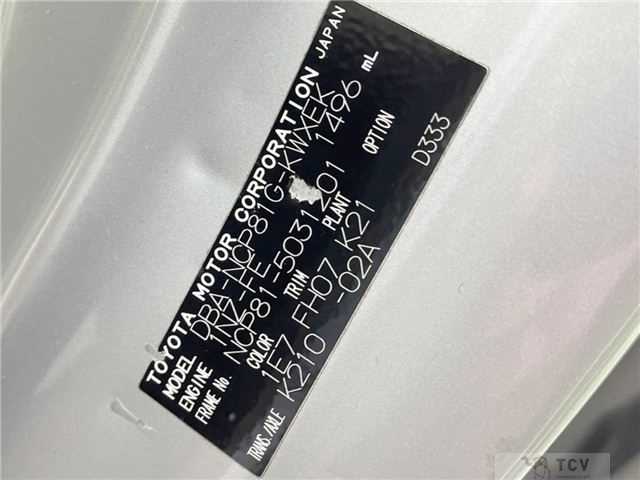 TOYOTA MOTOR CORPORATION JAPAN
MODEL DBA-NCP81G-KWXEK
ENGINE 1NZ-FE 1496 mL
FRAME No. NCP81-5031201
COLOR TRIM PLANT OPTION
1E7 FH07 K21
TRANS./AXLE K210 -02A D333
TCV